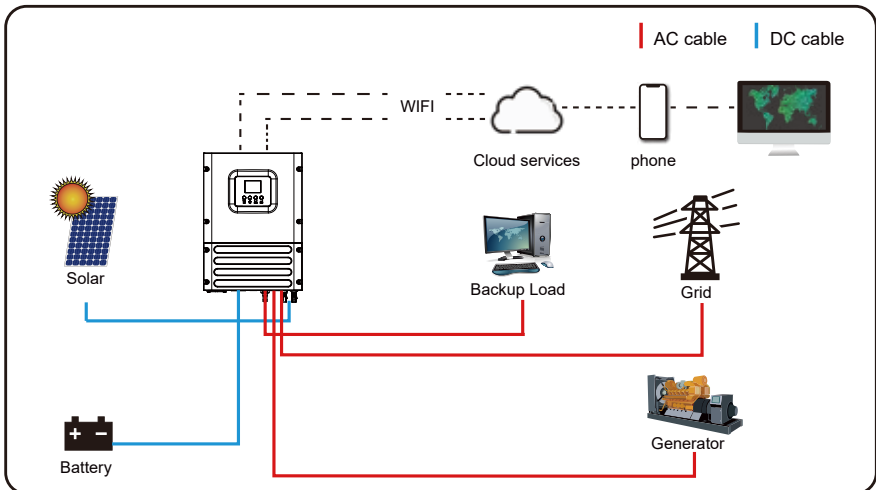 AC cable
DC cable
WIFI
Cloud services
phone
Solar
Backup Load
Grid
+ -
Battery
Generator